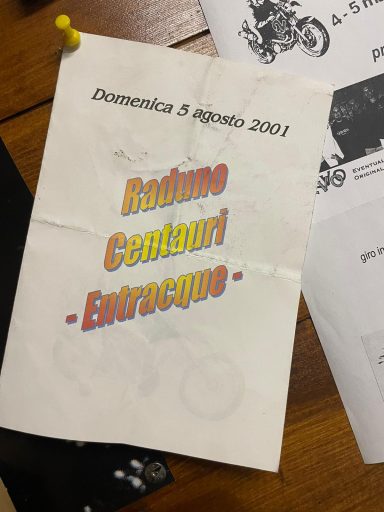 Domenica 5 agosto 2001
Raduno
Centauri
- Entracque -
4 - 5
giro in